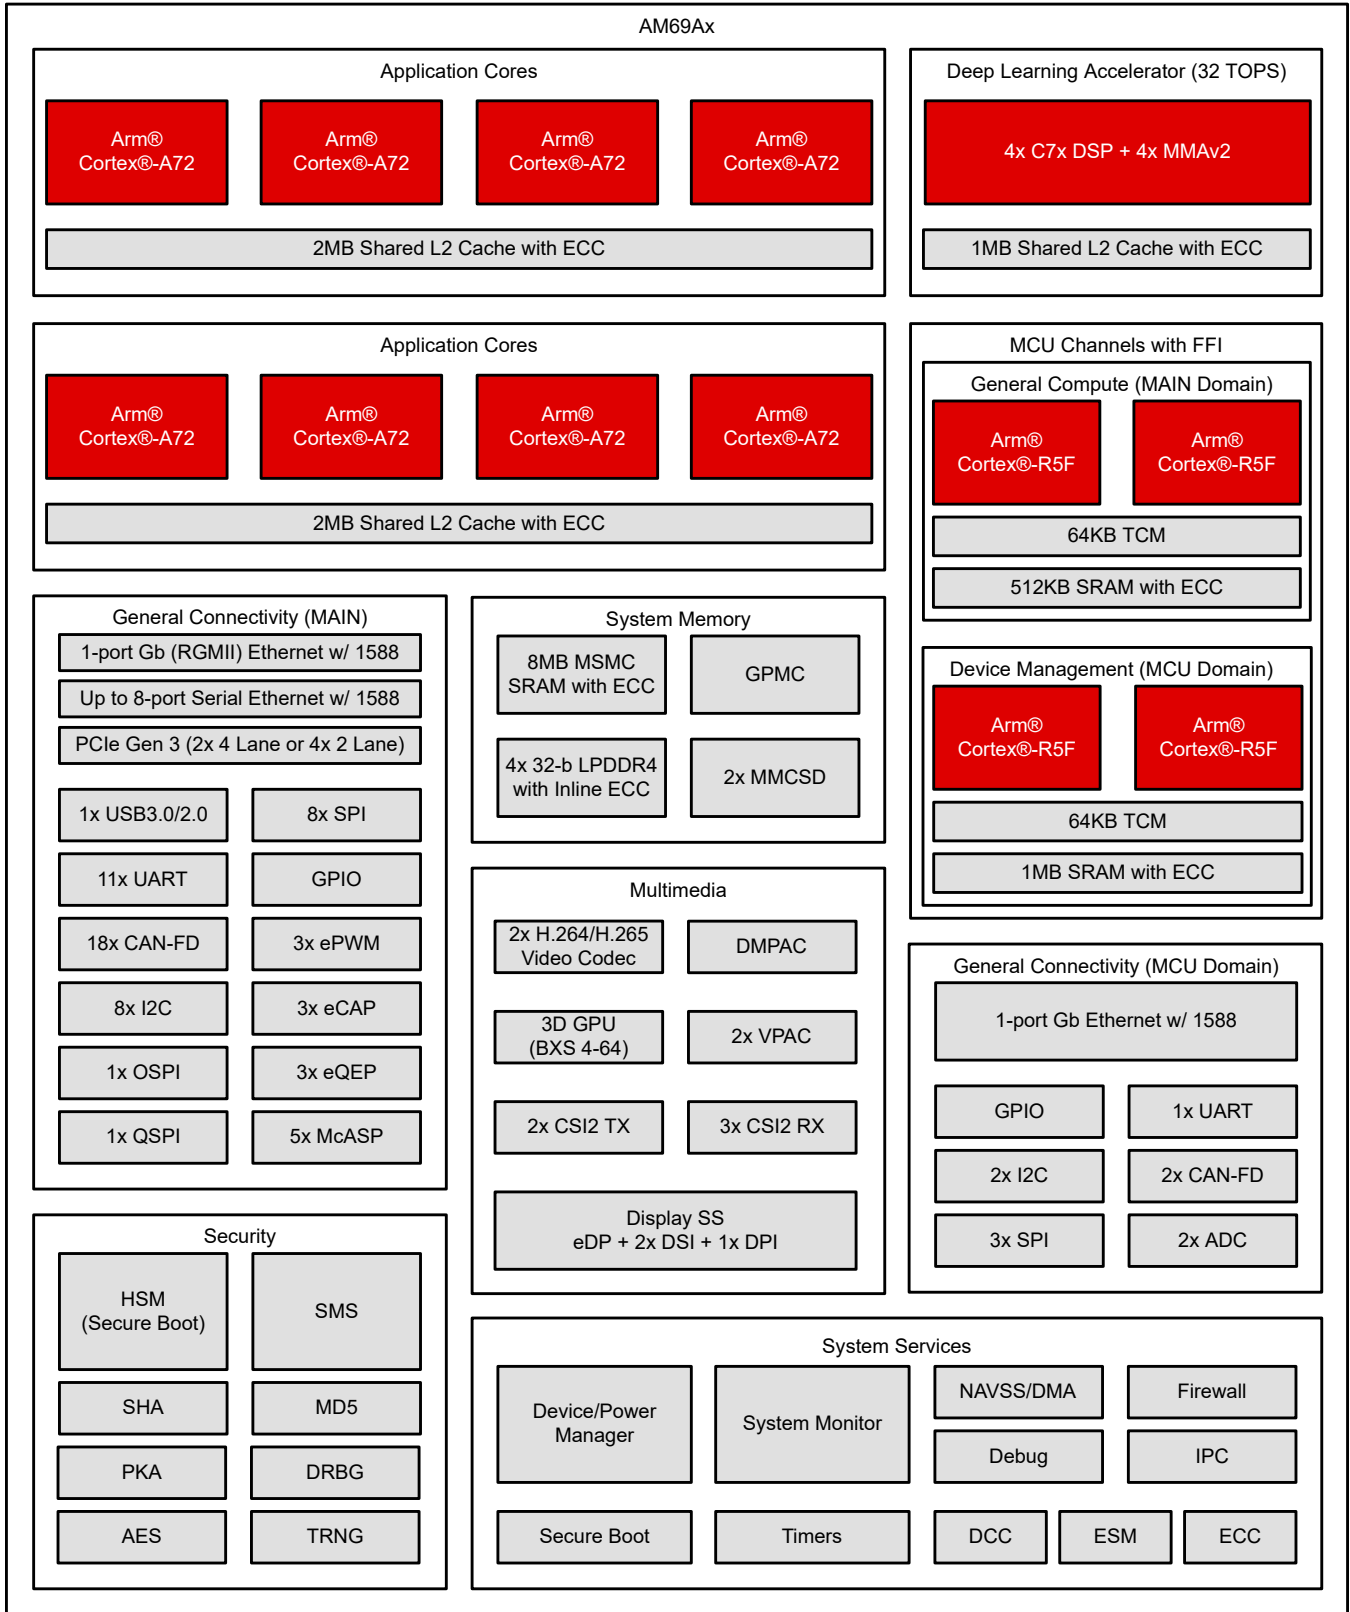 AM69Ax
Application Cores
Arm®
Cortex®-A72
Arm®
Cortex®-A72
Arm®
Cortex®-A72
Arm®
Cortex®-A72
2MB Shared L2 Cache with ECC
Deep Learning Accelerator (32 TOPS)
4x C7x DSP + 4x MMAv2
1MB Shared L2 Cache with ECC
Application Cores
Arm®
Cortex®-A72
Arm®
Cortex®-A72
Arm®
Cortex®-A72
Arm®
Cortex®-A72
2MB Shared L2 Cache with ECC
MCU Channels with FFI
General Compute (MAIN Domain)
Arm®
Cortex®-R5F
Arm®
Cortex®-R5F
64KB TCM
512KB SRAM with ECC
Device Management (MCU Domain)
Arm®
Cortex®-R5F
Arm®
Cortex®-R5F
64KB TCM
1MB SRAM with ECC
General Connectivity (MAIN)
1-port Gb (RGMII) Ethernet w/ 1588
Up to 8-port Serial Ethernet w/ 1588
PCIe Gen 3 (2x 4 Lane or 4x 2 Lane)
1x USB3.0/2.0
8x SPI
11x UART
GPIO
18x CAN-FD
3x ePWM
8x I2C
3x eCAP
1x OSPI
3x eQEP
1x QSPI
5x McASP
System Memory
8MB MSMC
SRAM with ECC
GPMC
4x 32-b LPDDR4
with Inline ECC
2x MMCSD
Multimedia
2x H.264/H.265
Video Codec
DMPAC
3D GPU
(BXS 4-64)
2x VPAC
2x CSI2 TX
3x CSI2 RX
Display SS
eDP + 2x DSI + 1x DPI
General Connectivity (MCU Domain)
1-port Gb Ethernet w/ 1588
GPIO
1x UART
2x I2C
2x CAN-FD
3x SPI
2x ADC
Security
HSM
(Secure Boot)
SMS
SHA
MD5
PKA
DRBG
AES
TRNG
System Services
Device/Power
Manager
System Monitor
NAVSS/DMA
Firewall
Debug
IPC
Secure Boot
Timers
DCC
ESM
ECC